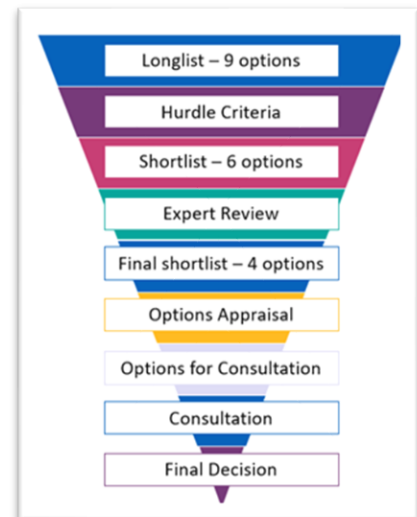 Longlist – 9 options
Hurdle Criteria
Shortlist – 6 options
Expert Review
Final shortlist – 4 options
Options Appraisal
Options for Consultation
Consultation
Final Decision